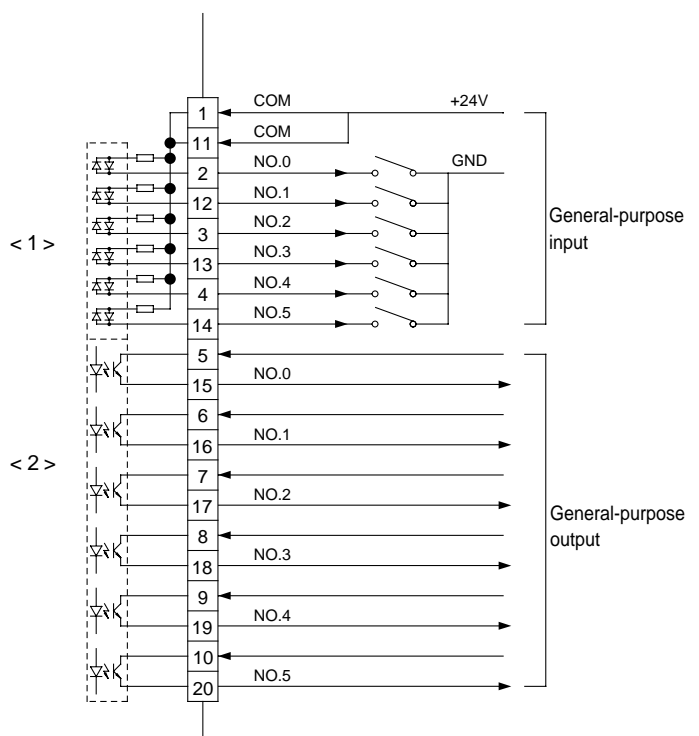 1 COM +24V
11 COM
2 NO.0 GND
12 NO.1
3 NO.2
13 NO.3
4 NO.4
14 NO.5
General-purpose
input
< 1 >
5
15 NO.0
6
16 NO.1
7
17 NO.2
8
18 NO.3
9
19 NO.4
10
20 NO.5
General-purpose
output
< 2 >